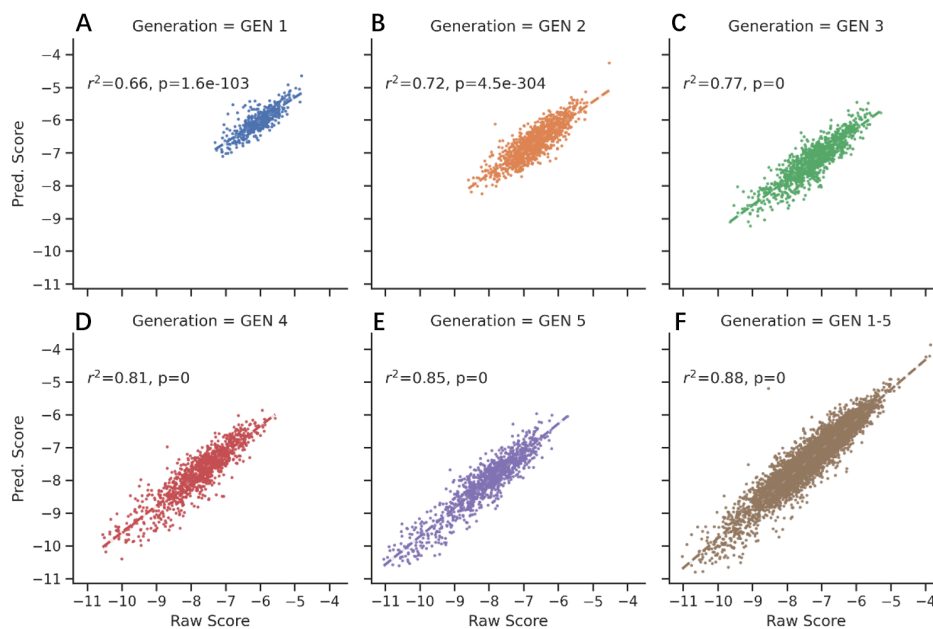 A Generation = GEN 1
B Generation = GEN 2
C Generation = GEN 3
−4
−5
−6
−7
−8
−9
−10
−11
Pred. Score
r²=0.66, p=1.6e-103
r²=0.72, p=4.5e-304
r²=0.77, p=0
D Generation = GEN 4
E Generation = GEN 5
F Generation = GEN 1-5
−4
−5
−6
−7
−8
−9
−10
−11
Pred. Score
r²=0.81, p=0
r²=0.85, p=0
r²=0.88, p=0
−11 −10 −9 −8 −7 −6 −5 −4
−11 −10 −9 −8 −7 −6 −5 −4
−11 −10 −9 −8 −7 −6 −5 −4
Raw Score
Raw Score
Raw Score